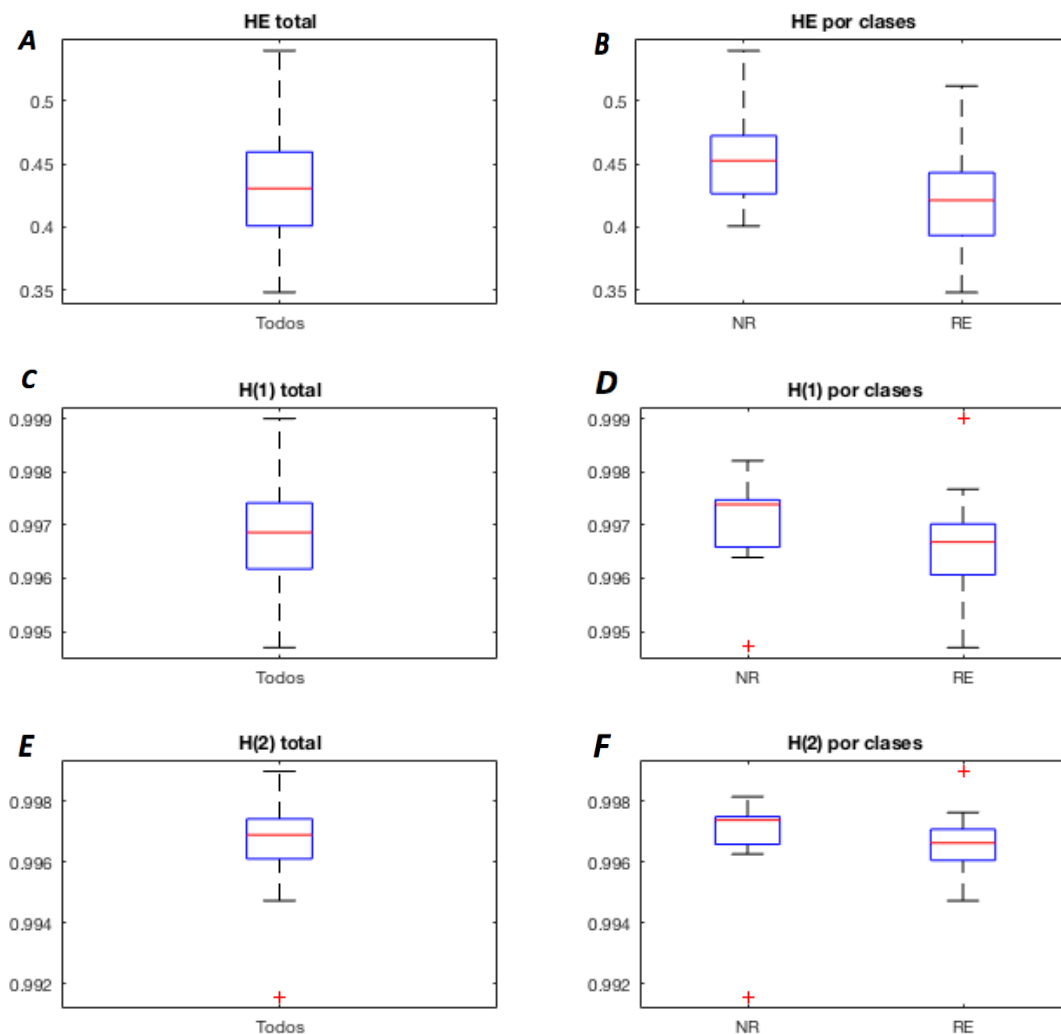 A
HE total
0.5
0.45
0.4
0.35
Todos
B
HE por clases
0.5
0.45
0.4
0.35
NR RE
C
H(1) total
0.999
0.998
0.997
0.996
0.995
Todos
D
H(1) por clases
0.999
0.998
0.997
0.996
0.995
NR RE
E
H(2) total
0.998
0.996
0.994
0.992
Todos
F
H(2) por clases
0.998
0.996
0.994
0.992
NR RE